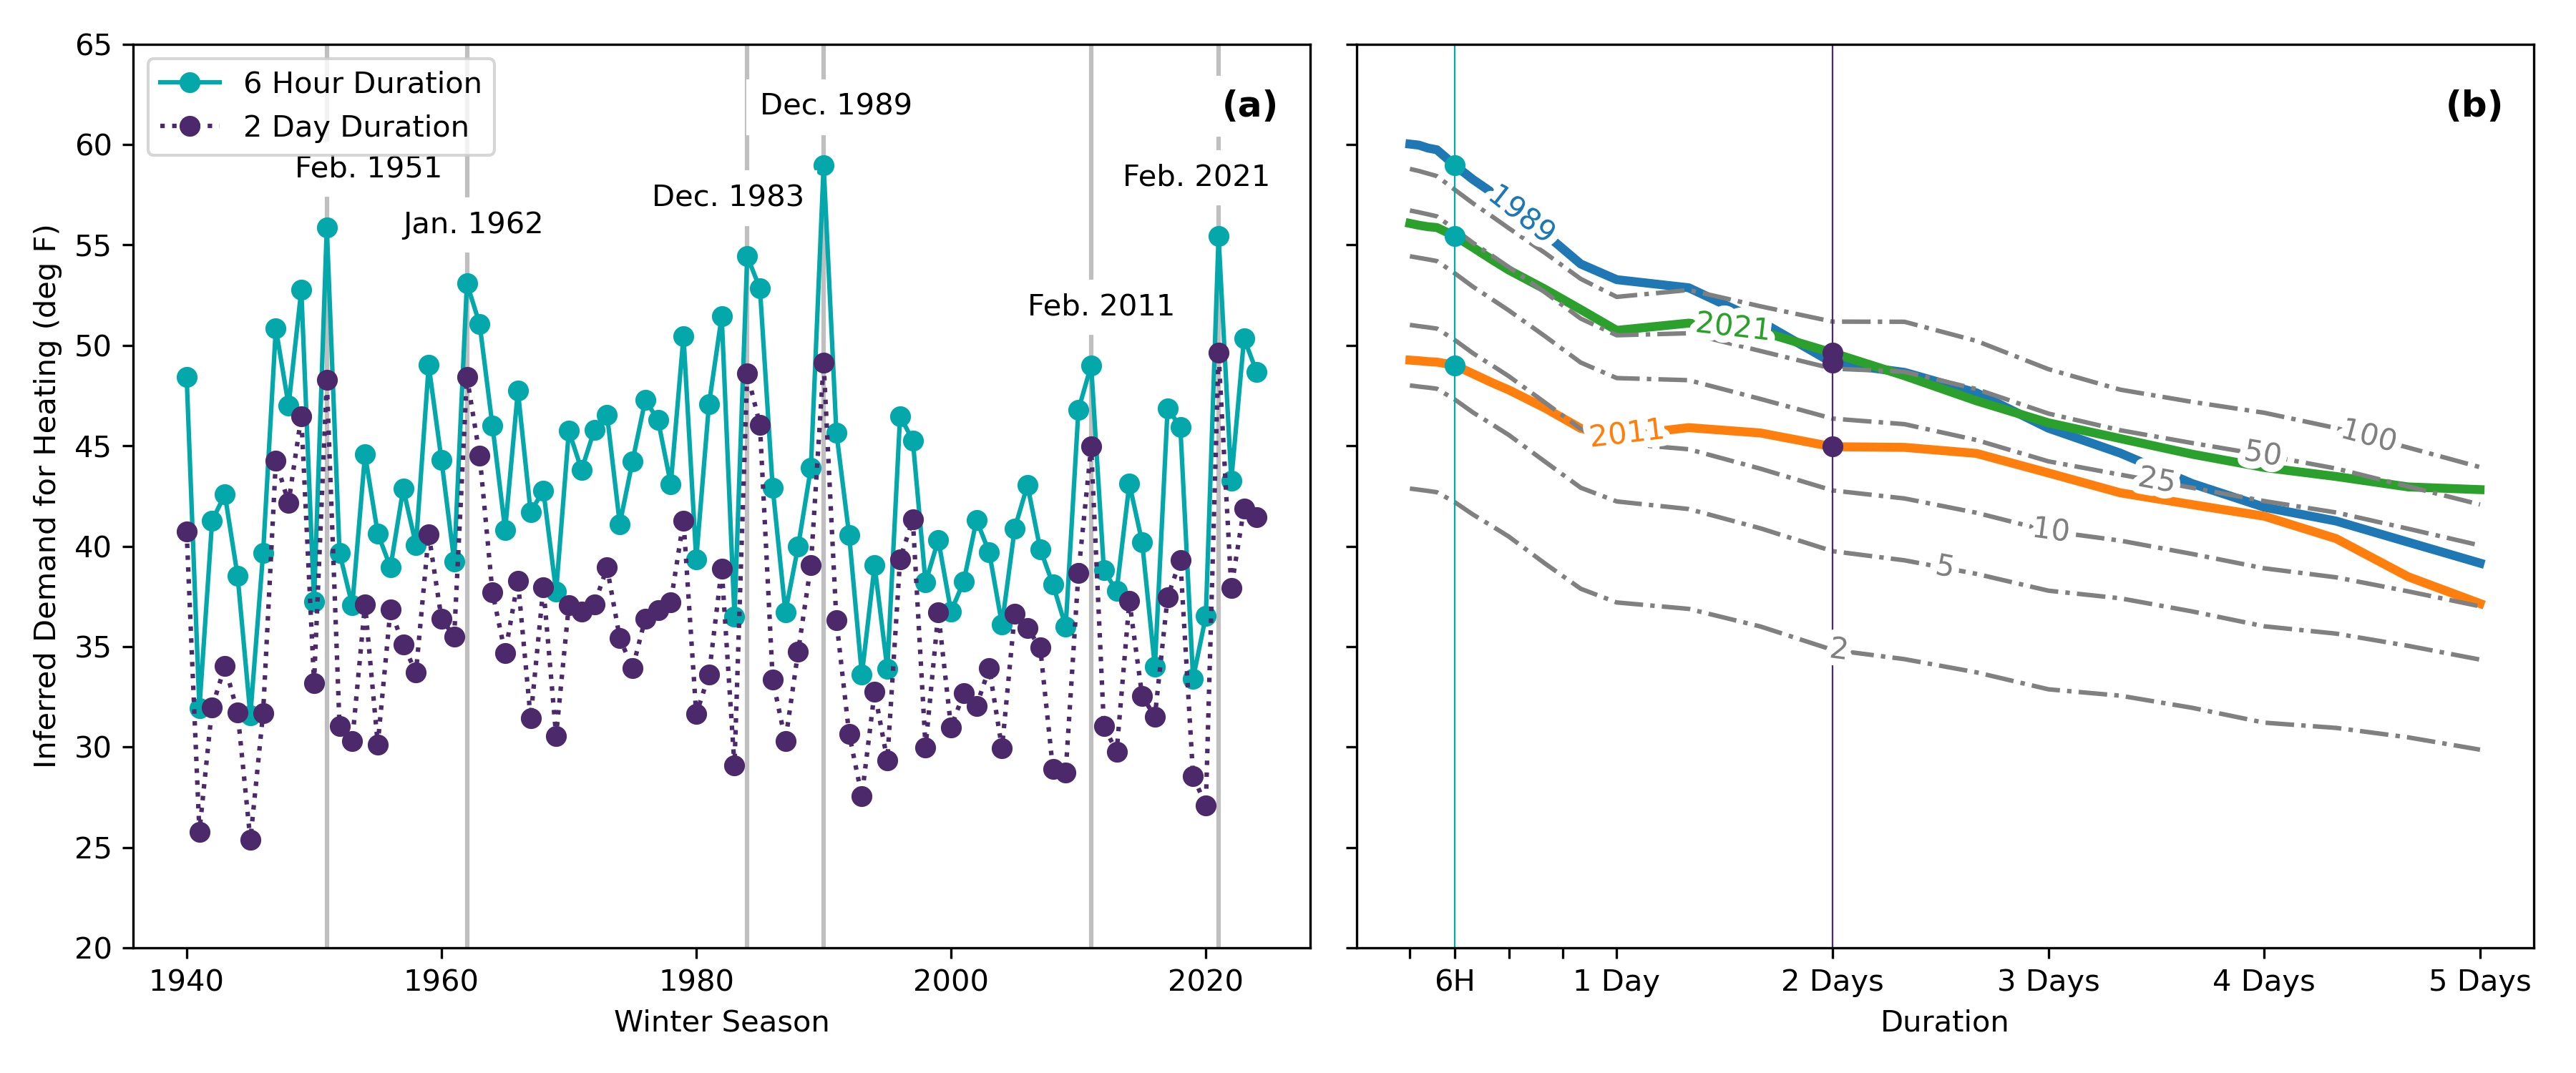 65
60
55
50
45
40
35
30
25
20
Inferred Demand for Heating (deg F)
6 Hour Duration
2 Day Duration
Feb. 1951
Jan. 1962
Dec. 1983
Dec. 1989
Feb. 2011
Feb. 2021
(a)
1940
1960
1980
2000
2020
Winter Season
(b)
1989
2021
2011
100
50
25
10
5
2
6H
1 Day
2 Days
3 Days
4 Days
5 Days
Duration